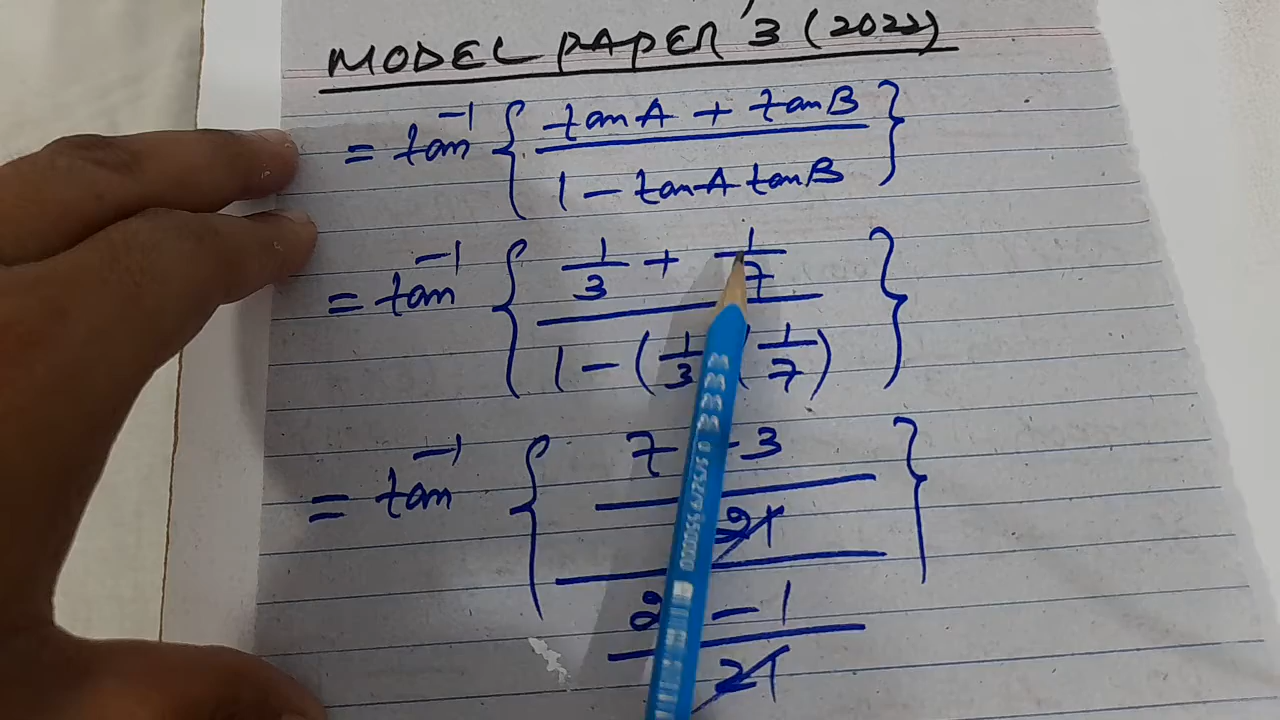 MODEL PAPER '3 (2022)
= tan⁻¹ { tanA + tanB
1 - tanA tanB }
= tan⁻¹ { 1/3 + 1/7
1 - (1/3) (1/7) }
= tan⁻¹ { 7 + 3
21
2 - 1
21 }